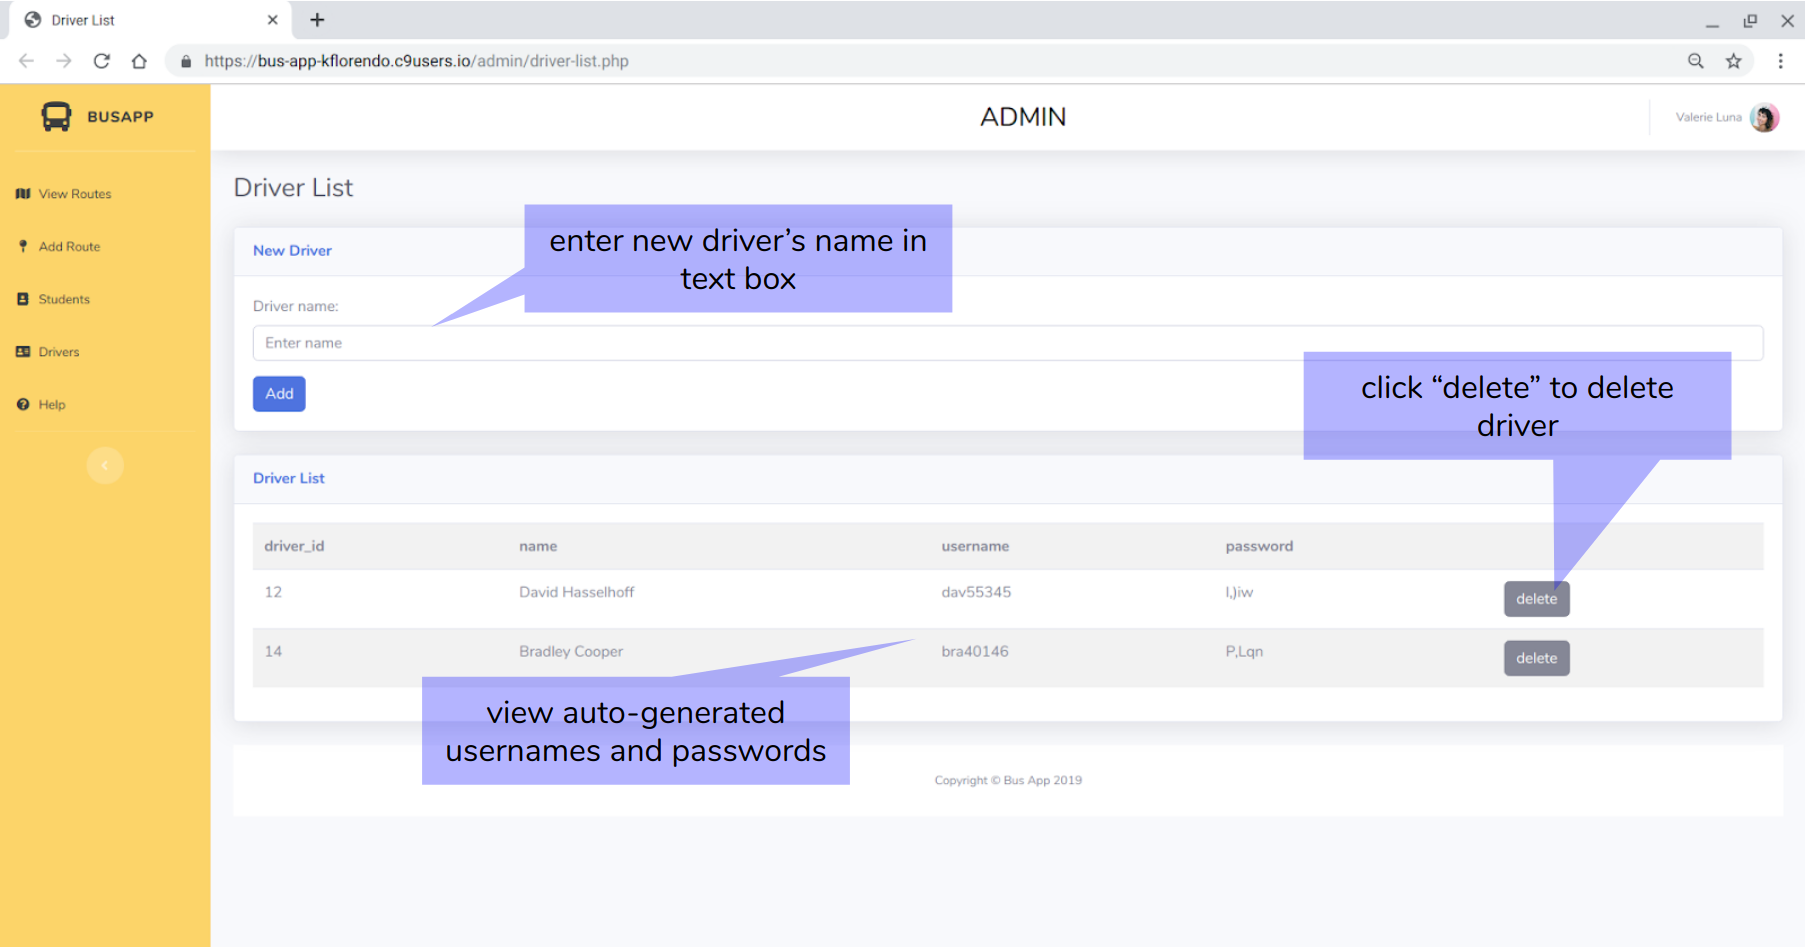 Driver List
https://bus-app-kflorendo.c9users.io/admin/driver-list.php
BUSAPP
ADMIN
Valerie Luna
View Routes
Add Route
Students
Drivers
Help
Driver List
New Driver
enter new driver's name in
text box
Driver name:
Enter name
Add
click “delete” to delete
driver
Driver List
driver_id name username password
12 David Hasselhoff dav55345 I,)iw delete
14 Bradley Cooper bra40146 P,Lqn delete
view auto-generated
usernames and passwords
Copyright © Bus App 2019